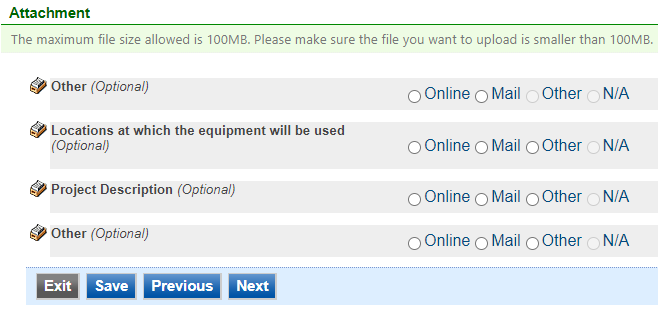 Attachment
The maximum file size allowed is 100MB. Please make sure the file you want to upload is smaller than 100MB.
Other (Optional) Online Mail Other N/A
Locations at which the equipment will be used
(Optional) Online Mail Other N/A
Project Description (Optional) Online Mail Other N/A
Other (Optional) Online Mail Other N/A
Exit Save Previous Next